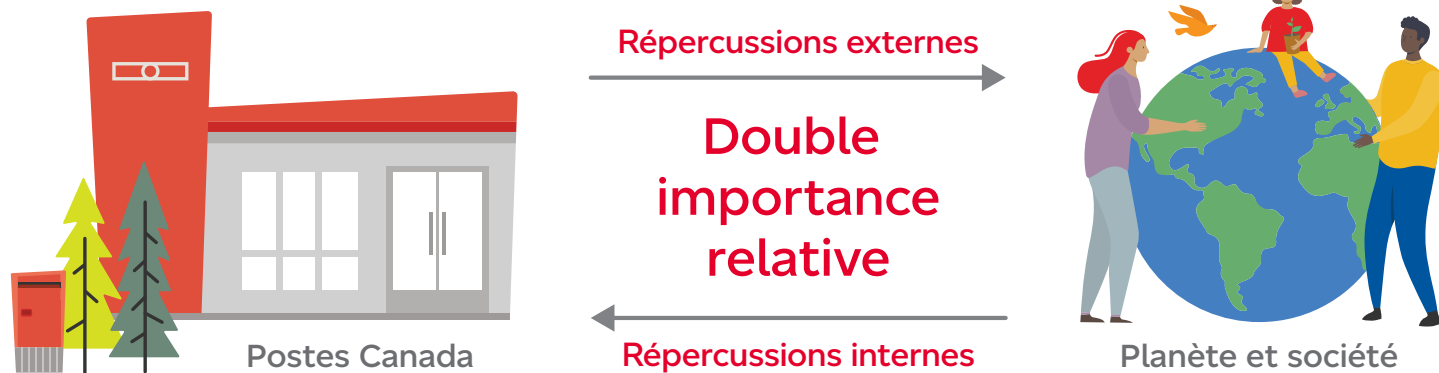 Répercussions externes
Double
importance
relative
Répercussions internes
Postes Canada
Planète et société